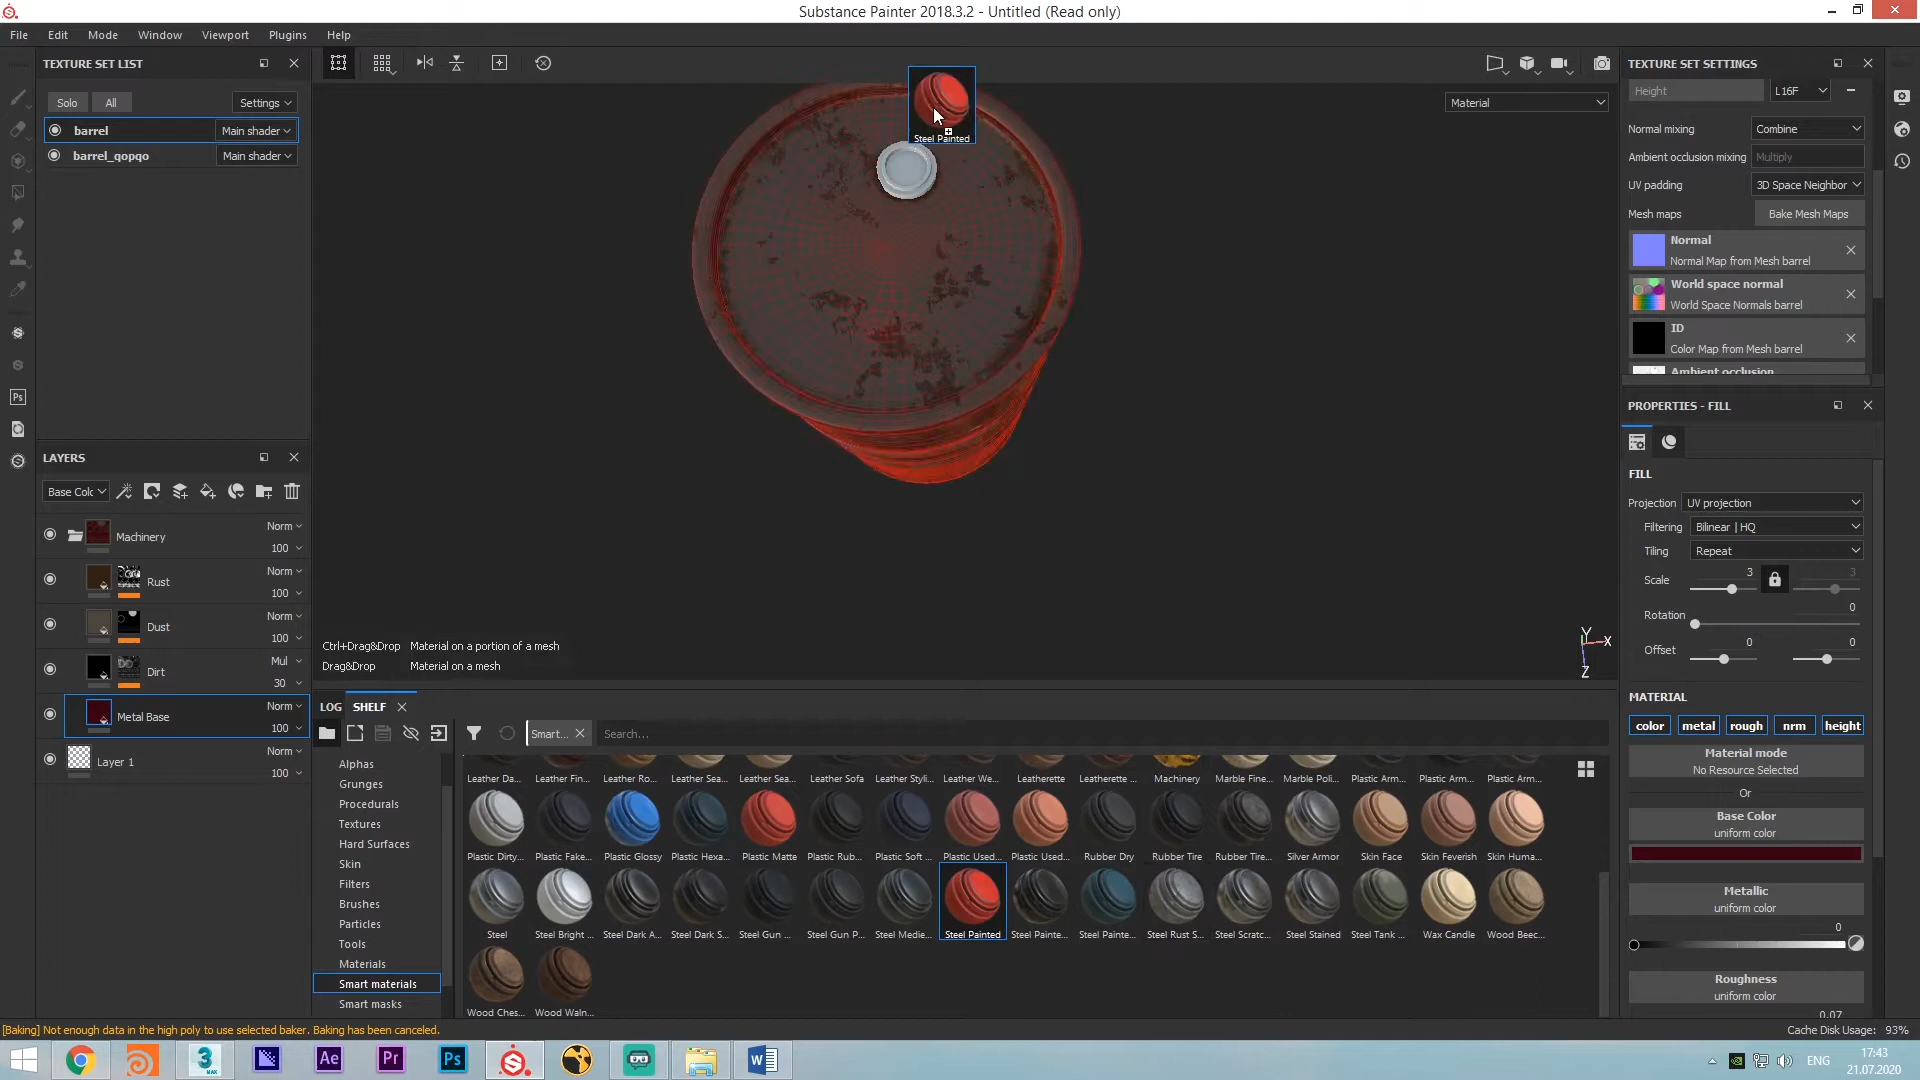 Substance Painter 2018.3.2 - Untitled (Read only)
File Edit Mode Window Viewport Plugins Help
TEXTURE SET LIST
Solo All Settings
barrel Main shader
barrel_qopqo Main shader
LAYERS
Base Colc
Machinery Norm 100
Rust Norm 100
Dust Norm 100
Dirt Mul 30
Metal Base Norm 100
Layer 1 Norm 100
Material
Steel Painted
Ctrl+Drag&Drop Material on a portion of a mesh
Drag&Drop Material on a mesh
Y
X
Z
LOG SHELF
Smart...
Search...
Alphas
Grunges
Procedurals
Textures
Hard Surfaces
Skin
Filters
Brushes
Particles
Tools
Materials
Smart materials
Smart masks
Leather Da... Leather Fin... Leather Ro... Leather Sea... Leather Sea... Leather Sofa Leather Styli... Leather We... Leatherette Leatherette ... Machinery Marble Fine... Marble Poli... Plastic Arm... Plastic Arm... Plastic Arm...
Plastic Dirty... Plastic Fake... Plastic Glossy Plastic Hexa... Plastic Matte Plastic Rub... Plastic Soft ... Plastic Used... Plastic Used... Rubber Dry Rubber Tire Rubber Tire... Silver Armor Skin Face Skin Feverish Skin Huma...
Steel Steel Bright ... Steel Dark A... Steel Dark S... Steel Gun ... Steel Gun P... Steel Medie... Steel Painted Steel Painte... Steel Painte... Steel Rust S... Steel Scratc... Steel Stained Steel Tank ... Wax Candle Wood Beec...
Wood Ches... Wood Waln...
TEXTURE SET SETTINGS
Height L16F
Normal mixing Combine
Ambient occlusion mixing Multiply
UV padding 3D Space Neighbor
Mesh maps Bake Mesh Maps
Normal
Normal Map from Mesh barrel
World space normal
World Space Normals barrel
ID
Color Map from Mesh barrel
Ambient occlusion
PROPERTIES - FILL
FILL
Projection UV projection
Filtering Bilinear | HQ
Tiling Repeat
Scale 3 3
Rotation 0
Offset 0 0
MATERIAL
color metal rough nrm height
Material mode
No Resource Selected
Or
Base Color
uniform color
Metallic
uniform color
0
Roughness
uniform color
0.07
[Baking] Not enough data in the high poly to use selected baker. Baking has been canceled.
Cache Disk Usage: 93%
3
MAX
Ae Pr Ps
ENG
17:43
21.07.2020